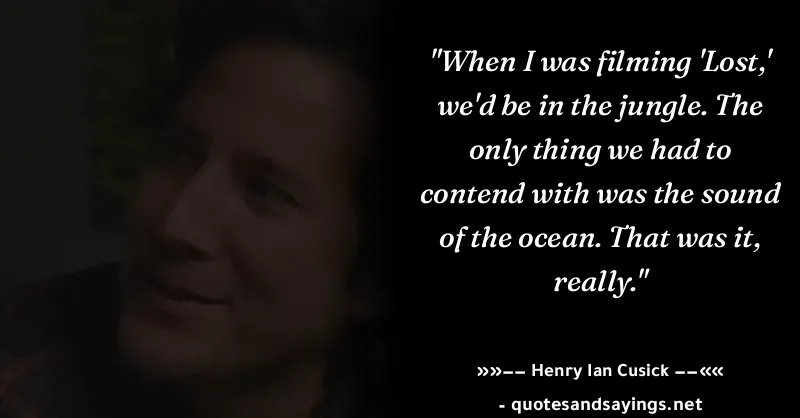 "When I was filming 'Lost,'
we'd be in the jungle. The
only thing we had to
contend with was the sound
of the ocean. That was it,
really."
»»−− Henry Ian Cusick −−««
- quotesandsayings.net